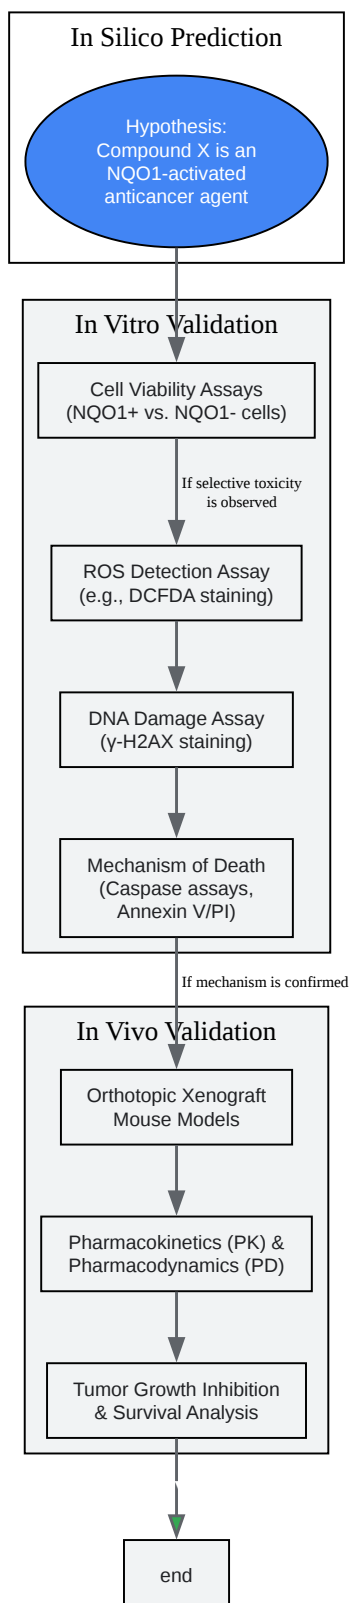 In Silico Prediction
Hypothesis:
Compound X is an
NQO1-activated
anticancer agent
In Vitro Validation
Cell Viability Assays
(NQO1+ vs. NQO1- cells)
If selective toxicity
is observed
ROS Detection Assay
(e.g., DCFDA staining)
DNA Damage Assay
(γ-H2AX staining)
Mechanism of Death
(Caspase assays,
Annexin V/PI)
If mechanism is confirmed
In Vivo Validation
Orthotopic Xenograft
Mouse Models
Pharmacokinetics (PK) &
Pharmacodynamics (PD)
Tumor Growth Inhibition
& Survival Analysis
end